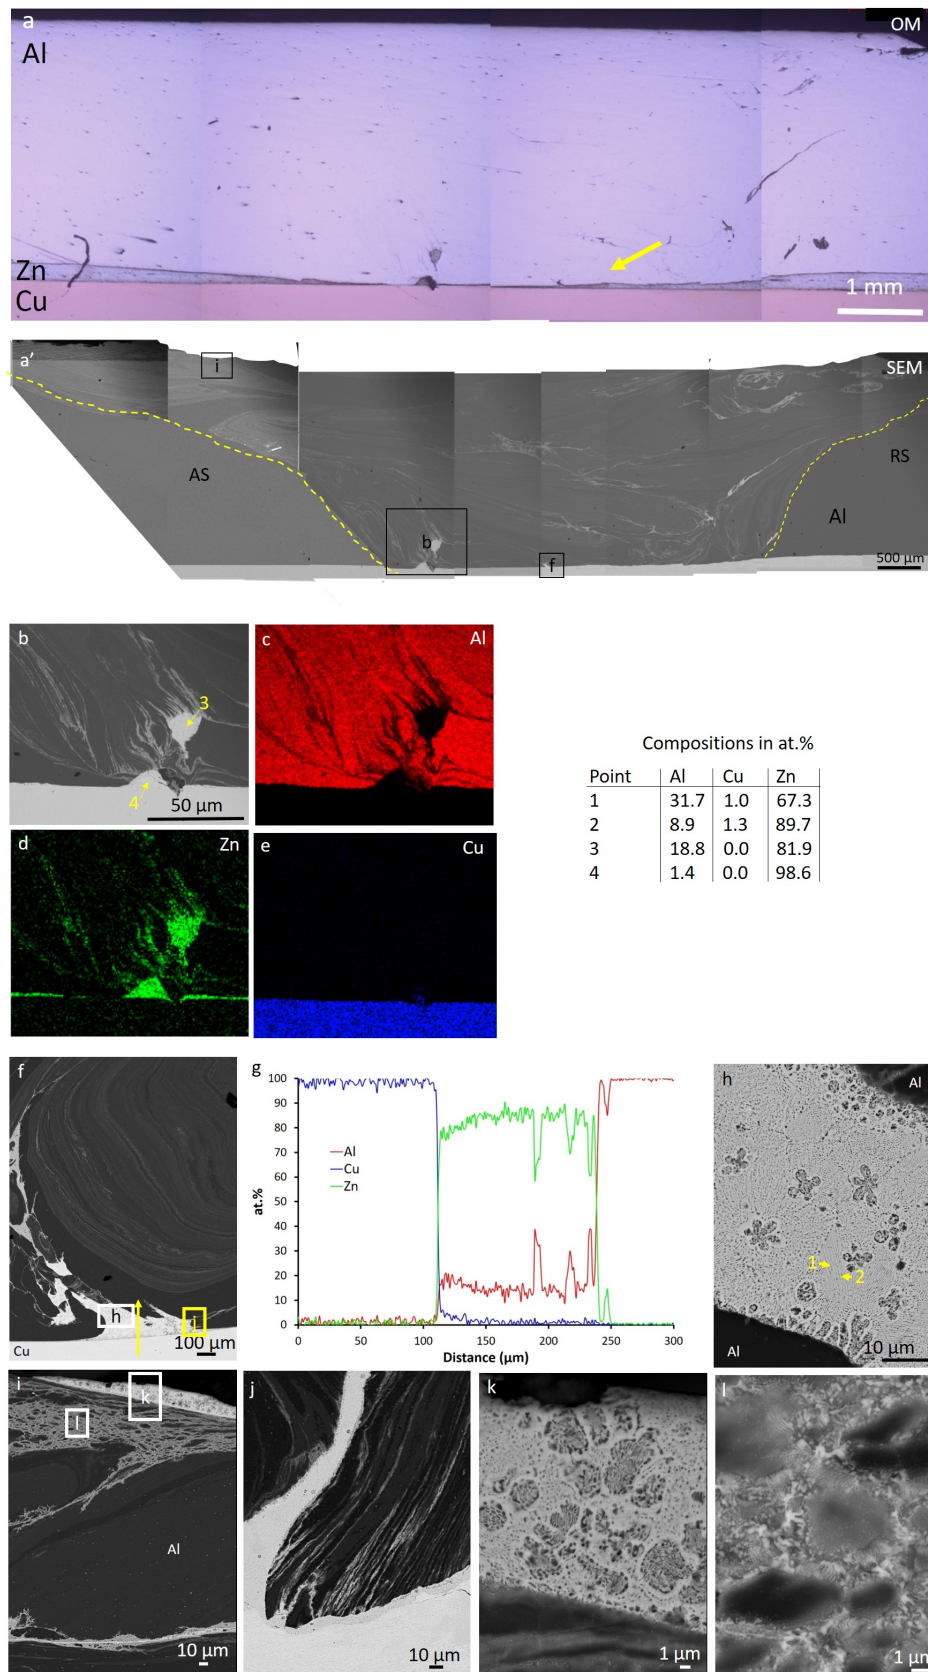 a
OM
Al
Zn
Cu
1 mm
a'
i
SEM
AS
RS
b
Al
f
500 µm
b
3
4
50 µm
c
Al
d
Zn
e
Cu
Compositions in at.%
Point Al Cu Zn
1 31.7 1.0 67.3
2 8.9 1.3 89.7
3 18.8 0.0 81.9
4 1.4 0.0 98.6
f
h
j
Cu
100 µm
g
100
90
80
70
60
50
40
30
20
10
0
at.%
Al
Cu
Zn
0 50 100 150 200 250 300
Distance (µm)
h
Al
1
2
Al
10 µm
i
k
l
Al
10 µm
j
10 µm
k
1 µm
l
1 µm